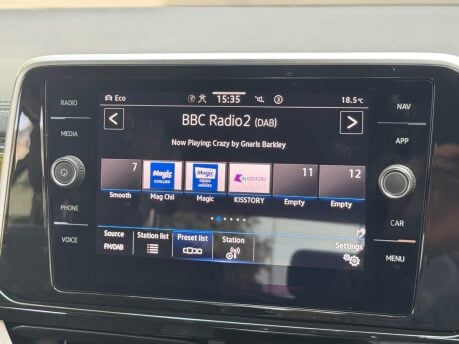 RADIO
MEDIA
PHONE
VOICE
Eco
15:35
18.5°C
BBC Radio2 (DAB)
Now Playing: Crazy by Gnarls Barkley
7
Smooth
Magic
CHILLED
Mag Chil
Magic
Magic
KISSTORY
KISSTORY
11
Empty
12
Empty
Source
FM/DAB
Station list
Preset list
Station
Settings
NAV
APP
CAR
MENU